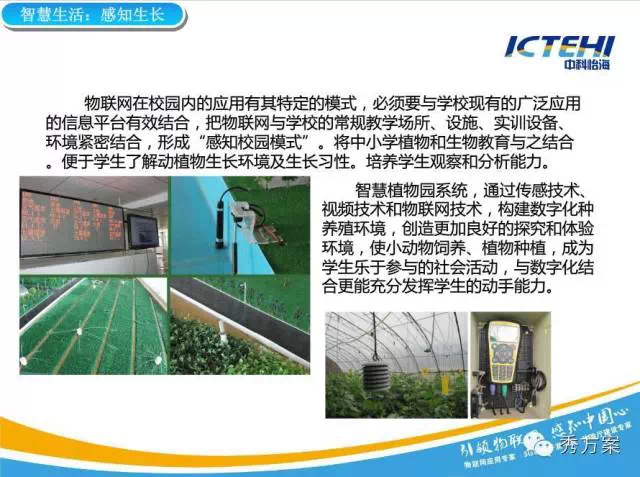 智慧生活：感知生长
ICTEHI
中科怡海
物联网在校园内的应用有其特定的模式，必须要与学校现有的广泛应用
的信息平台有效结合，把物联网与学校的常规教学场所、设施、实训设备、
环境紧密结合，形成“感知校园模式”。将中小学植物和生物教育与之结合
。便于学生了解动植物生长环境及生长习性。培养学生观察和分析能力。
智慧植物园系统，通过传感技术、
视频技术和物联网技术，构建数字化种
养殖环境，创造更加良好的探究和体验
环境，使小动物饲养、植物种植，成为
学生乐于参与的社会活动，与数字化结
合更能充分发挥学生的动手能力。
引领物联 感知中国心
物联网应用专家
建设专家
秀方案